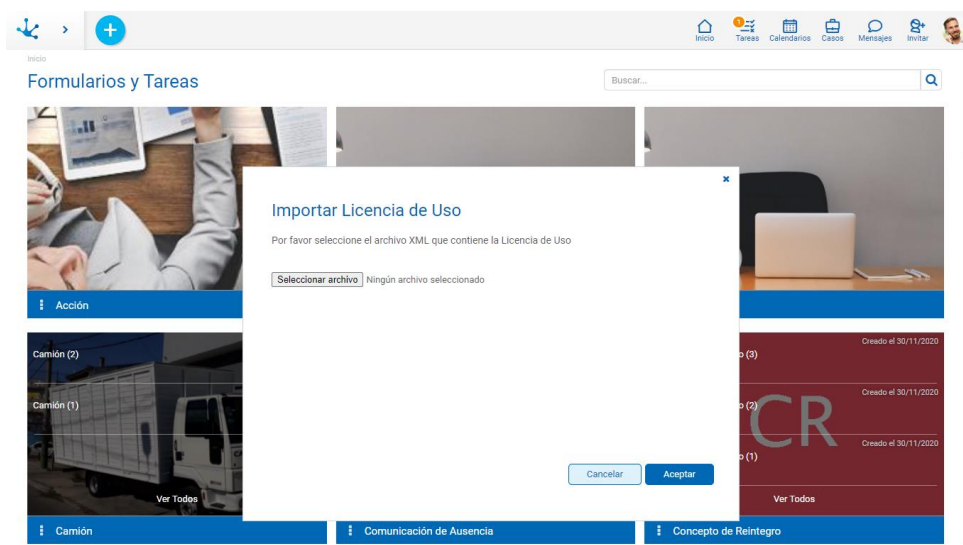 1
Inicio
Tareas
Calendarios
Casos
Mensajes
Invitar
Inicio
Formularios y Tareas
Buscar...
Importar Licencia de Uso
Por favor seleccione el archivo XML que contiene la Licencia de Uso
Seleccionar archivo Ningún archivo seleccionado
Acción
Camión (2)
o (3)
Creado el 30/11/2020
Camión (1)
o (2)
Creado el 30/11/2020
CR
o (1)
Creado el 30/11/2020
Cancelar
Aceptar
Ver Todos
Ver Todos
Camión
Comunicación de Ausencia
Concepto de Reintegro